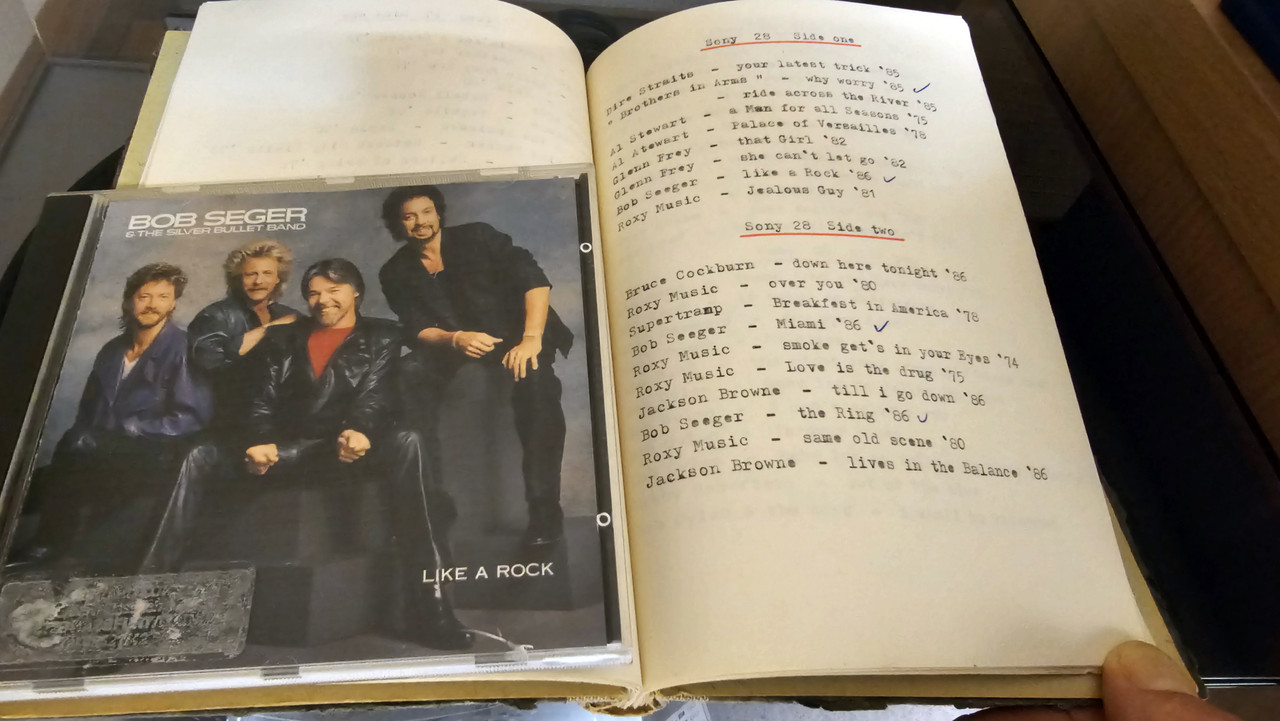 BOB SEGER
& THE SILVER BULLET BAND
LIKE A ROCK
Sony 28 Side one
Dire Straits - your latest trick '85
" Brothers in Arms " - why worry '85 ✓
- ride across the River '85
Al Stewart - a Man for all Seasons '75
Al Atewart - Palace of Versailles '78
Glenn Frey - that Girl '82
Glenn Frey - she can't let go '82
Bob Seeger - like a Rock '86 ✓
Roxy Music - Jealous Guy '81
Sony 28 Side two
Bruce Cockburn - down here tonight '86
Roxy Music - over you '80
Supertramp - Breakfest in America '78
Bob Seeger - Miami '86 ✓
Roxy Music - smoke get's in your Eyes '74
Roxy Music - Love is the drug '75
Jackson Browne - till i go down '86
Bob Seeger - the Ring '86 ✓
Roxy Music - same old scene '80
Jackson Browne - lives in the Balance '86